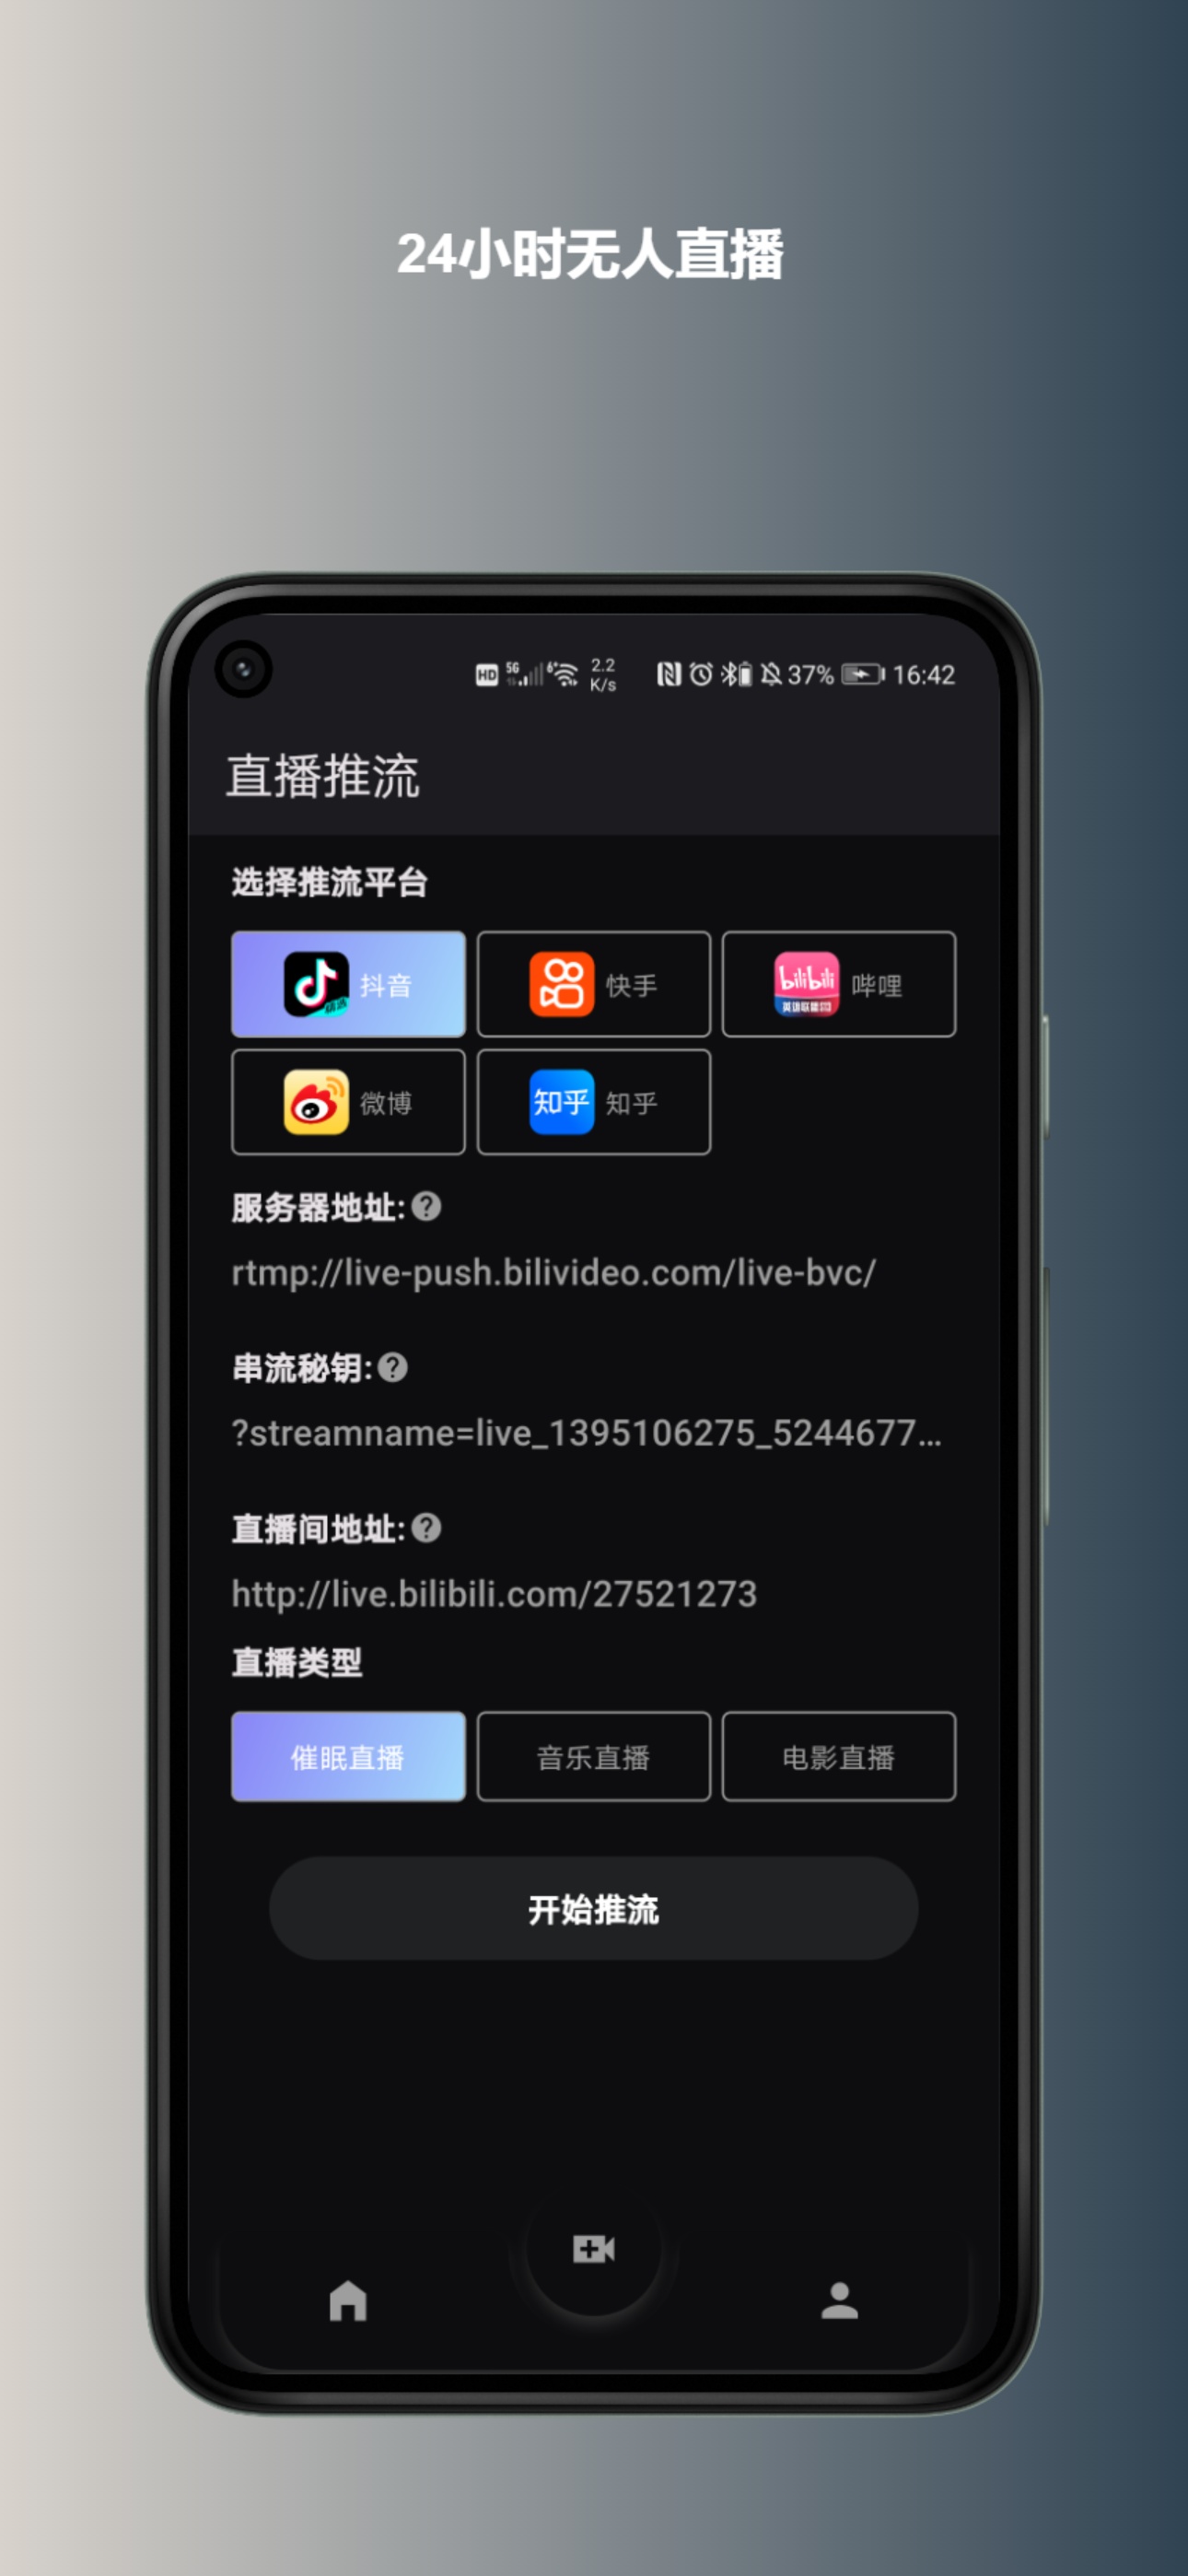 24小时无人直播
HD 5G 6+ 2.2 K/s 37% 16:42
直播推流
选择推流平台
抖音 快手 bilibili 哔哩
微博 知乎 知乎
服务器地址:
rtmp://live-push.bilivideo.com/live-bvc/
串流秘钥:
?streamname=live_1395106275_5244677...
直播间地址:
http://live.bilibili.com/27521273
直播类型
催眠直播 音乐直播 电影直播
开始推流